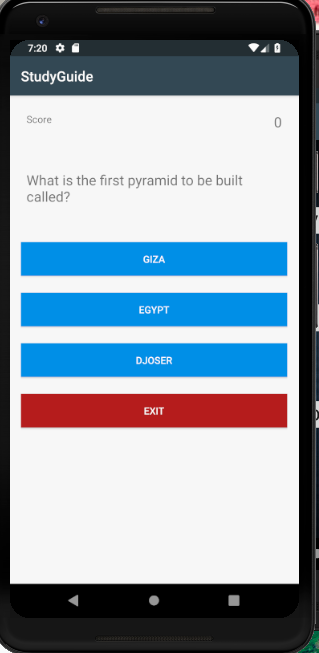 7:20
StudyGuide
Score
0
What is the first pyramid to be built
called?
GIZA
EGYPT
DJOSER
EXIT